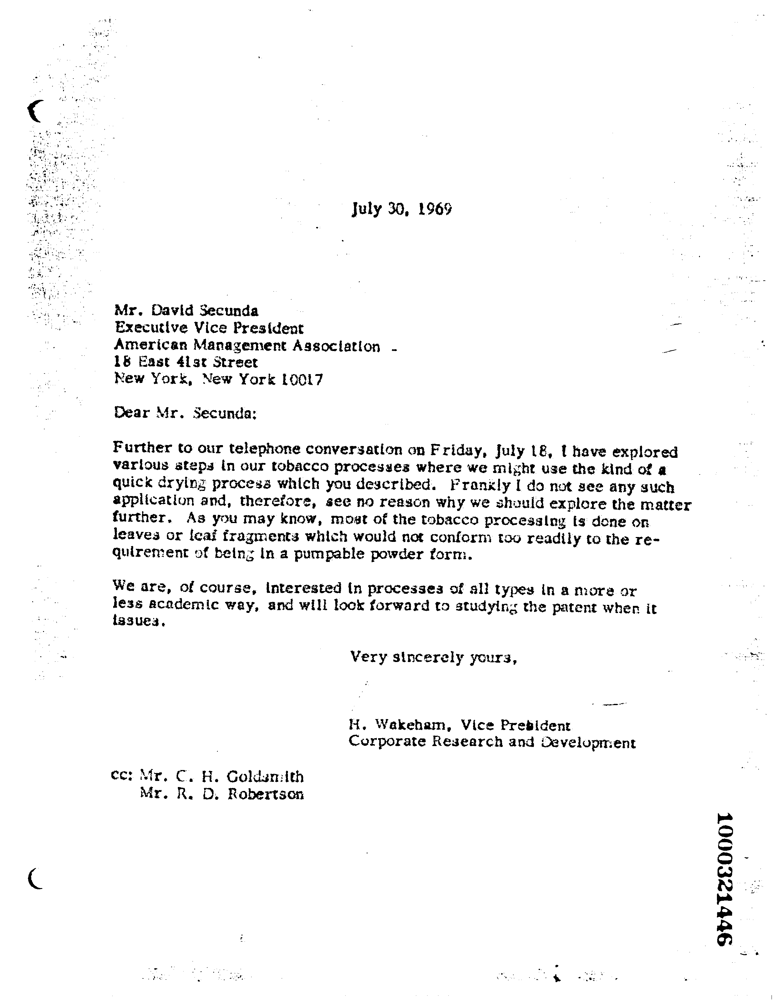 July 30, 1969
Mr. David Secunda
Executive Vice President
American Management Association
18 East 41st Street
New York, New York 10017
Dear Mr. Secunda:
Further to our telephone conversation on Friday, July 18, I have explored
various steps in our tobacco processes where we might use the kind of a
quick drying process which you described. Frankly I do not see any such
application and, therefore, see no reason why we should explore the matter
further. As you may know, most of the tobacco processing is done on
leaves or leaf fragments which would not conform too readily to the re-
quirement of being in a pumpable powder form.
We are, of course, interested in processes of all types in a more or
less academic way, and will look forward to studying the patent when it
issues.
Very sincerely yours,
H. Wakeham, Vice President
Corporate Research and Development
cc: Mr. C. H. Goldsmith
Mr. R. D. Robertson
1000321446